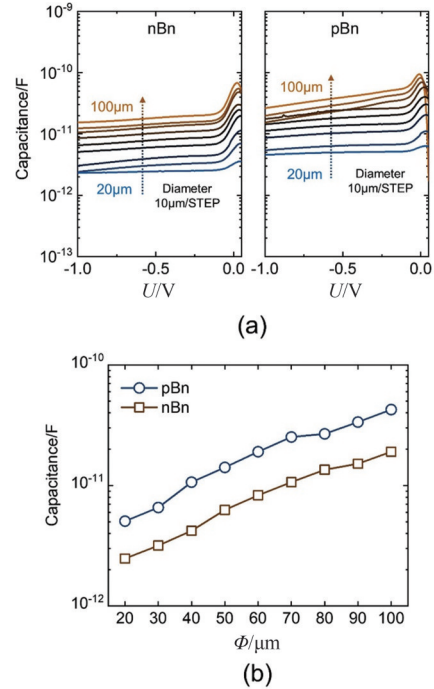 (a)
nBn
pBn
Capacitance/F
10⁻⁹
10⁻¹⁰
10⁻¹¹
10⁻¹²
10⁻¹³
100μm
20μm
Diameter
10μm/STEP
100μm
20μm
Diameter
10μm/STEP
-1.0 -0.5 0.0 -1.0 -0.5 0.0
U/V U/V
(a)
10⁻¹⁰
pBn
nBn
Capacitance/F
10⁻¹¹
10⁻¹²
20 30 40 50 60 70 80 90 100
Φ/μm
(b)